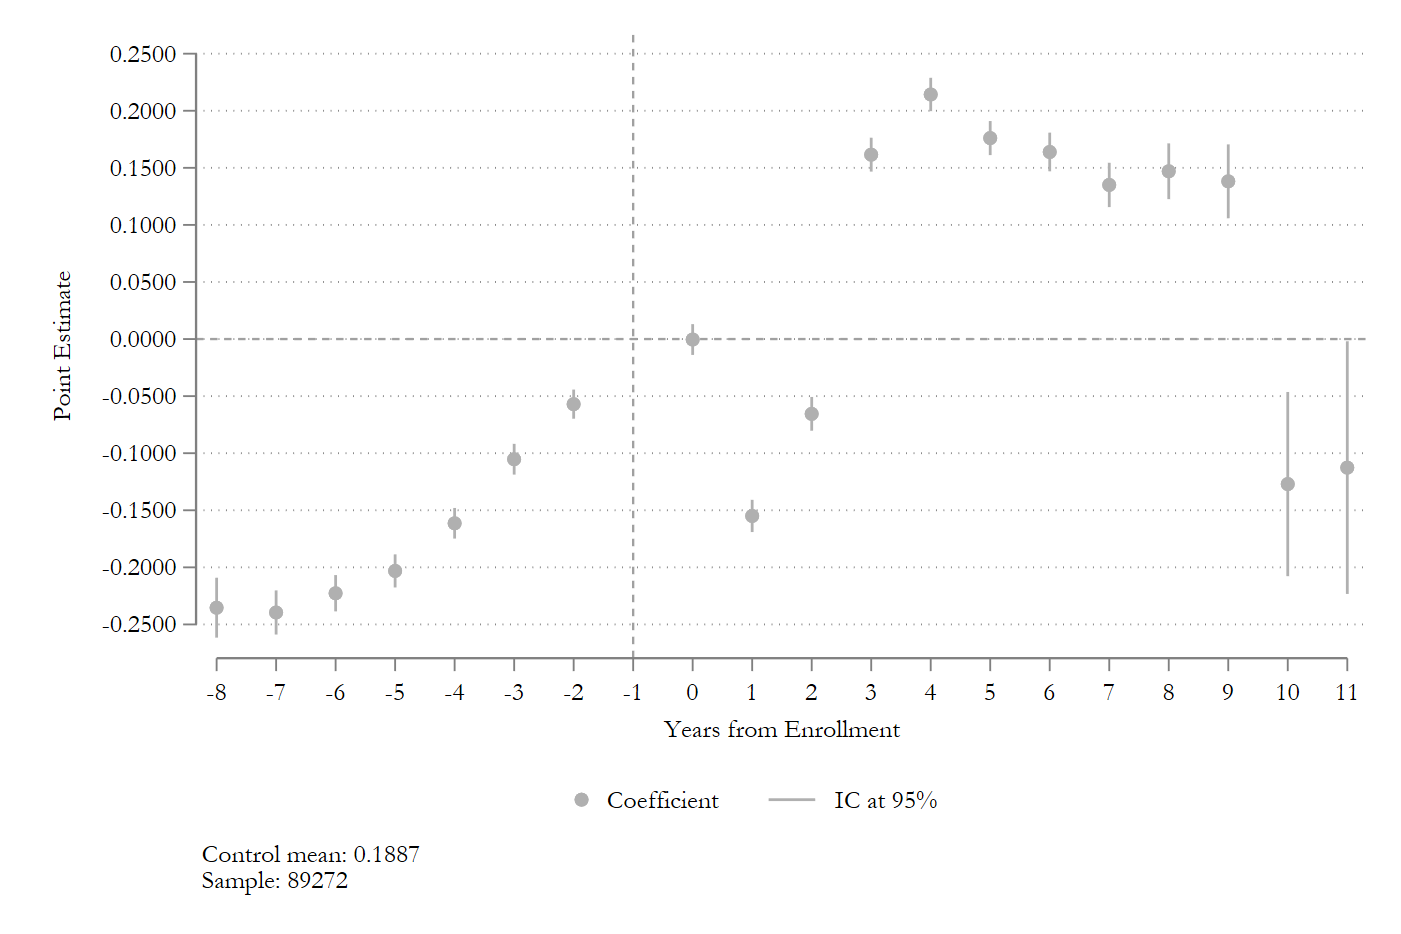 0.2500
0.2000
0.1500
0.1000
0.0500
0.0000
-0.0500
-0.1000
-0.1500
-0.2000
-0.2500
Point Estimate
-8 -7 -6 -5 -4 -3 -2 -1 0 1 2 3 4 5 6 7 8 9 10 11
Years from Enrollment
Coefficient IC at 95%
Control mean: 0.1887
Sample: 89272